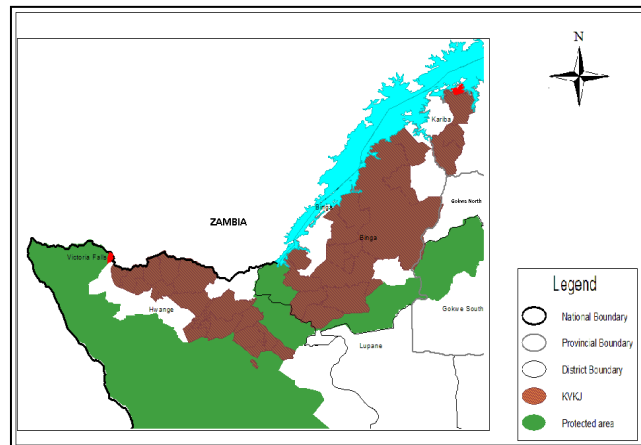 N
Kariba
Gokwe North
Binga
ZAMBIA
Binga
Victoria Falls
Hwange
Gokwe South
Lupane
Legend
National Boundary
Provincial Boundary
District Boundary
KVKJ
Protected area